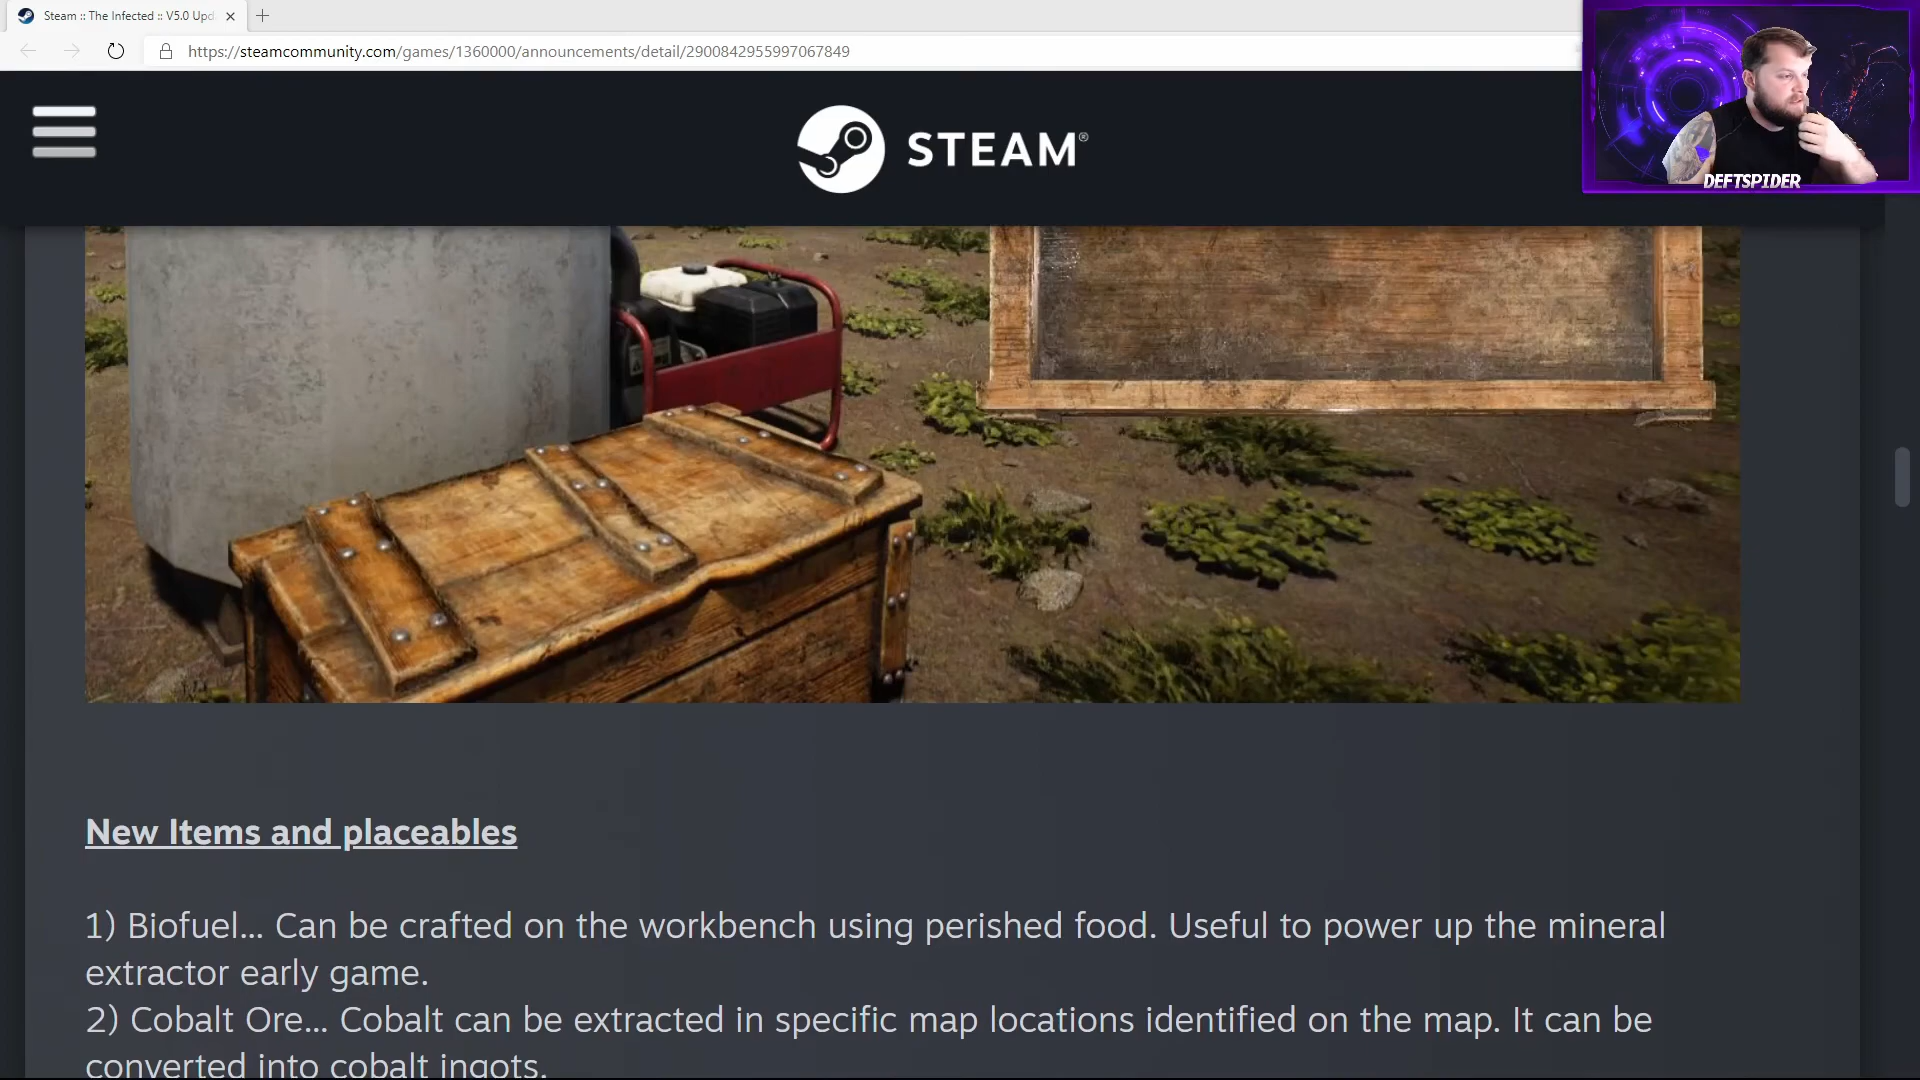 Steam :: The Infected :: V5.0 Upd
https://steamcommunity.com/games/1360000/announcements/detail/2900842955997067849
STEAM®
DEFTSPIDER
New Items and placeables
1) Biofuel... Can be crafted on the workbench using perished food. Useful to power up the mineral
extractor early game.
2) Cobalt Ore... Cobalt can be extracted in specific map locations identified on the map. It can be
converted into cobalt ingots.